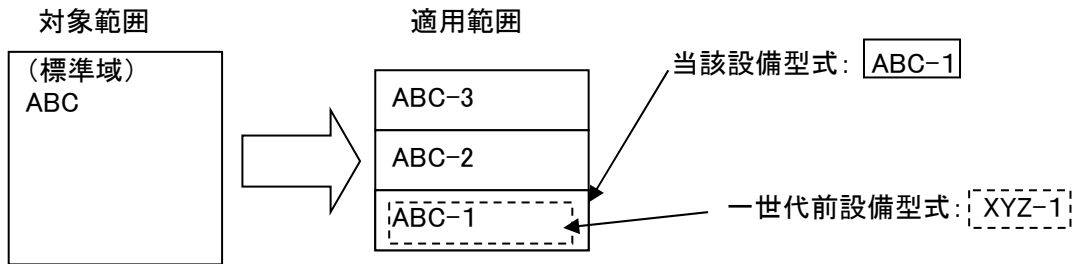 対象範囲
(標準域)
ABC
適用範囲
ABC-3
ABC-2
ABC-1
当該設備型式: ABC-1
一世代前設備型式: XYZ-1